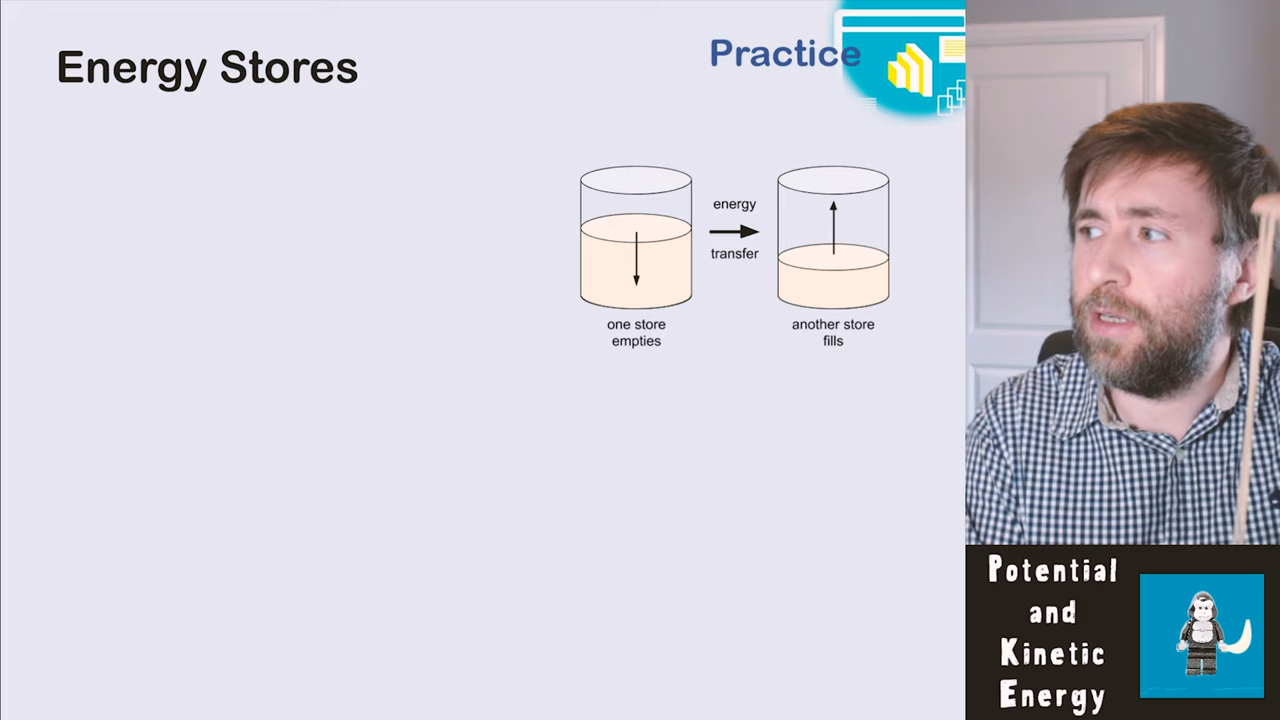 Energy Stores
Practice
energy
transfer
one store
empties
another store
fills
Potential
and
Kinetic
Energy